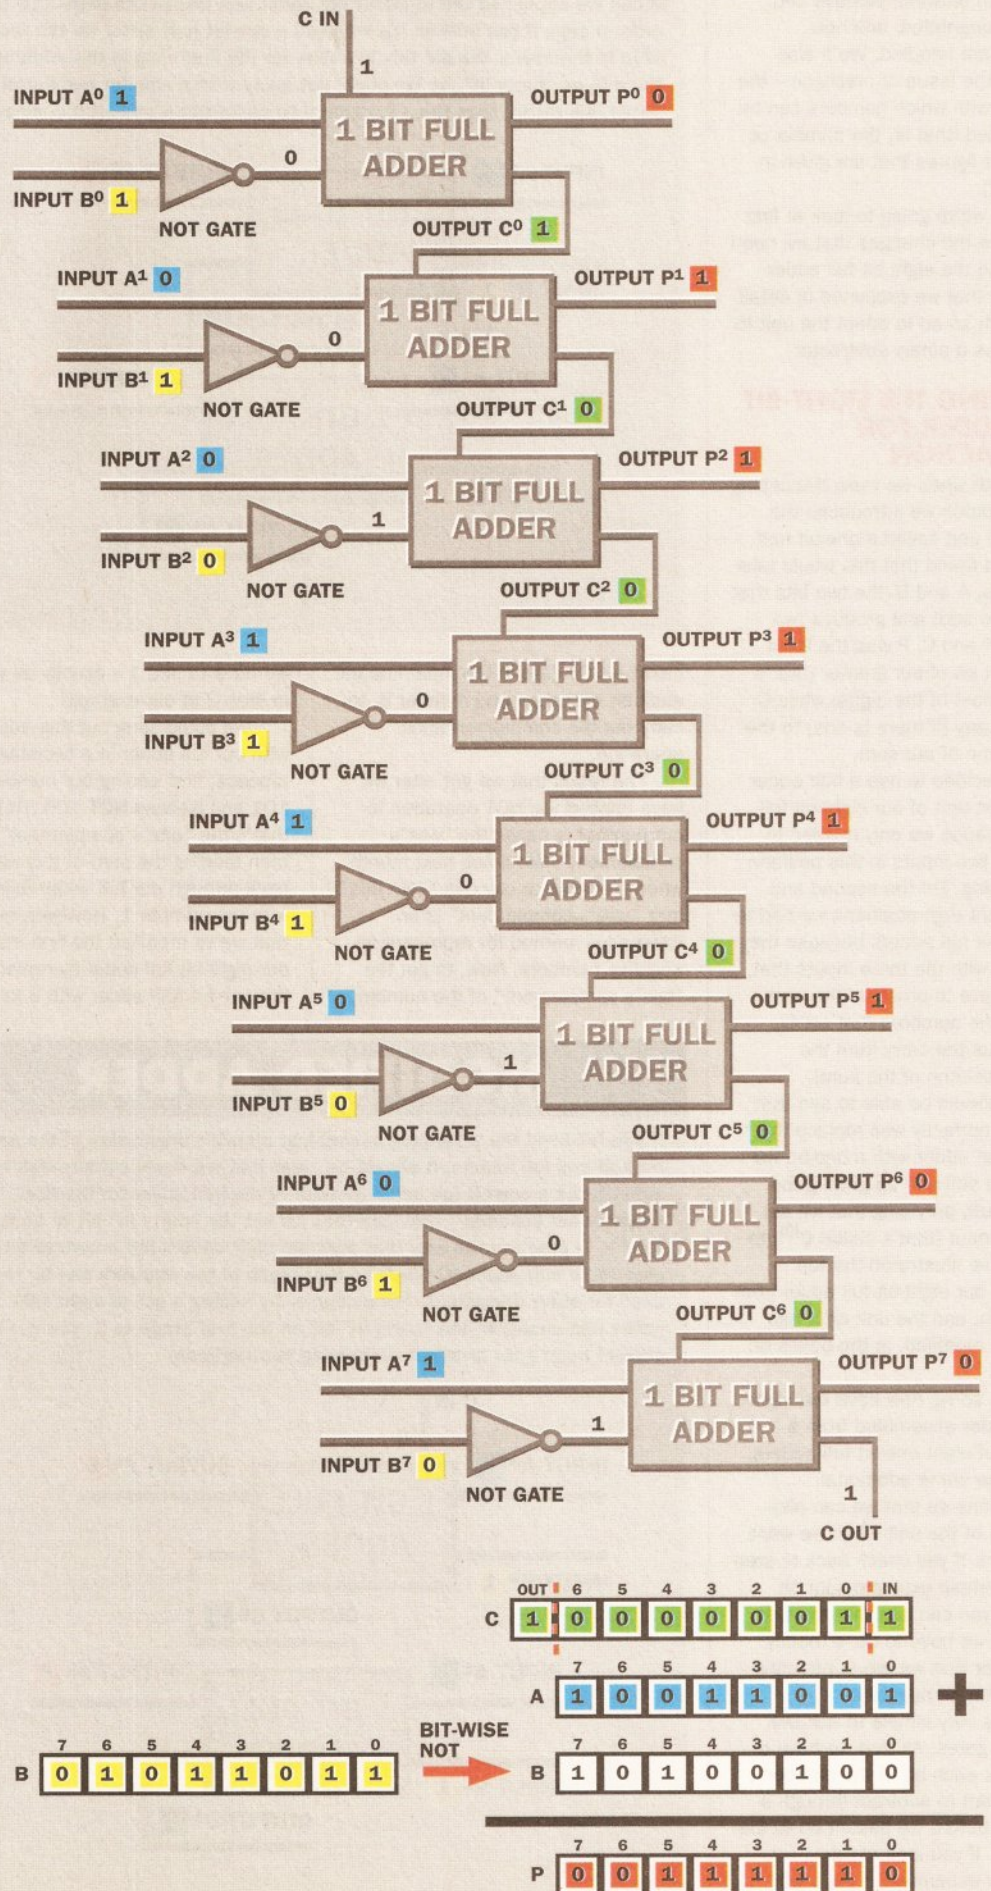 C IN
1
INPUT A⁰ 1
OUTPUT P⁰ 0
1 BIT FULL
ADDER
0
INPUT B⁰ 1
NOT GATE
OUTPUT C⁰ 1
INPUT A¹ 0
OUTPUT P¹ 1
1 BIT FULL
ADDER
0
INPUT B¹ 1
NOT GATE
OUTPUT C¹ 0
INPUT A² 0
OUTPUT P² 1
1 BIT FULL
ADDER
1
INPUT B² 0
NOT GATE
OUTPUT C² 0
INPUT A³ 1
OUTPUT P³ 1
1 BIT FULL
ADDER
0
INPUT B³ 1
NOT GATE
OUTPUT C³ 0
INPUT A⁴ 1
OUTPUT P⁴ 1
1 BIT FULL
ADDER
0
INPUT B⁴ 1
NOT GATE
OUTPUT C⁴ 0
INPUT A⁵ 0
OUTPUT P⁵ 1
1 BIT FULL
ADDER
1
INPUT B⁵ 0
NOT GATE
OUTPUT C⁵ 0
INPUT A⁶ 0
OUTPUT P⁶ 0
1 BIT FULL
ADDER
0
INPUT B⁶ 1
NOT GATE
OUTPUT C⁶ 0
INPUT A⁷ 1
OUTPUT P⁷ 0
1 BIT FULL
ADDER
1
INPUT B⁷ 0
NOT GATE
1
C OUT
OUT 6 5 4 3 2 1 0 IN
C 1 0 0 0 0 0 0 1 1
7 6 5 4 3 2 1 0
A 1 0 0 1 1 0 0 1 +
7 6 5 4 3 2 1 0
B 0 1 0 1 1 0 1 1
BIT-WISE
NOT
7 6 5 4 3 2 1 0
B 1 0 1 0 0 1 0 0
7 6 5 4 3 2 1 0
P 0 0 1 1 1 1 1 0